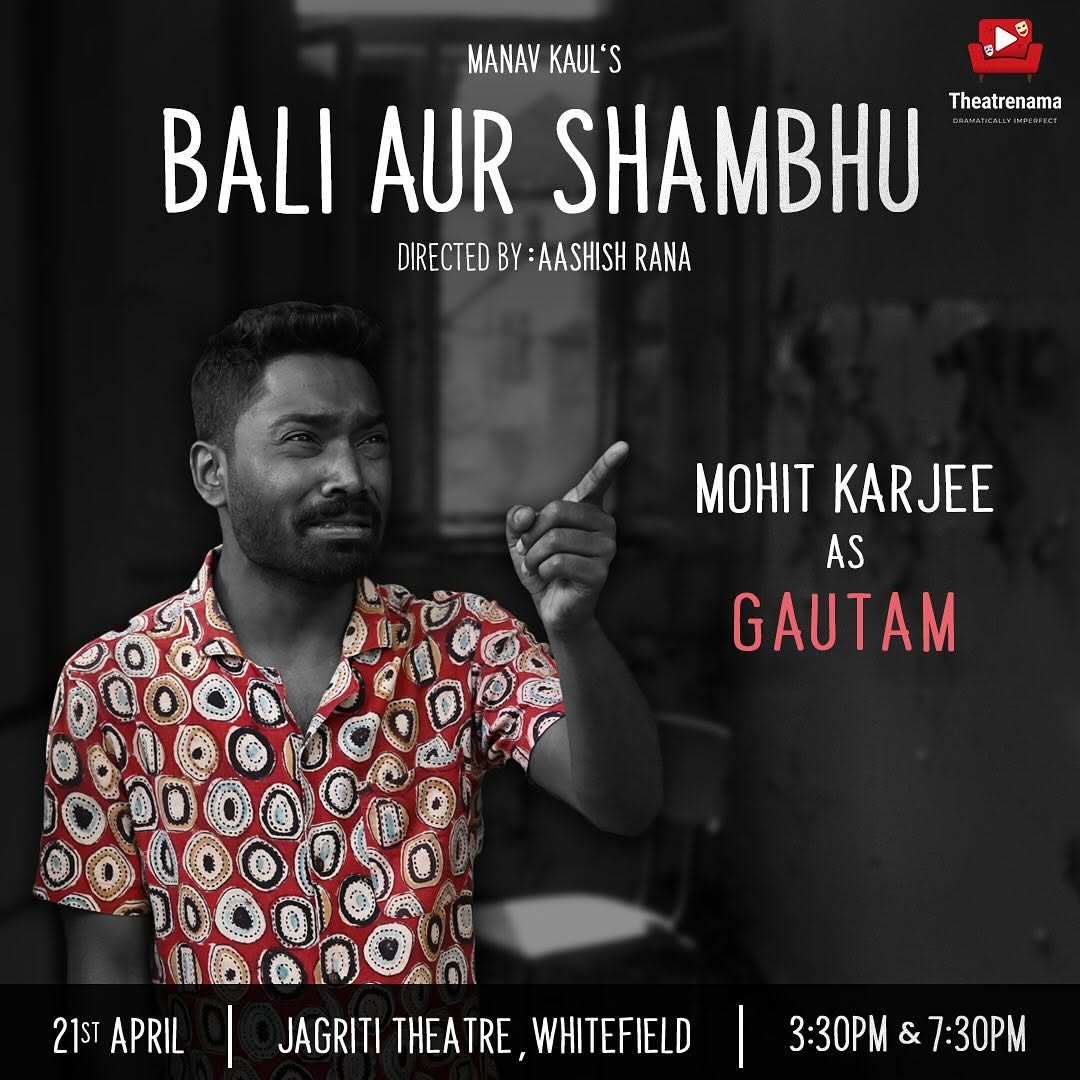 MANAV KAUL'S
BALI AUR SHAMBHU
DIRECTED BY : AASHISH RANA
Theatrenama
DRAMATICALLY IMPERFECT
MOHIT KARJEE
AS
GAUTAM
21ST APRIL | JAGRITI THEATRE, WHITEFIELD | 3:30PM & 7:30PM